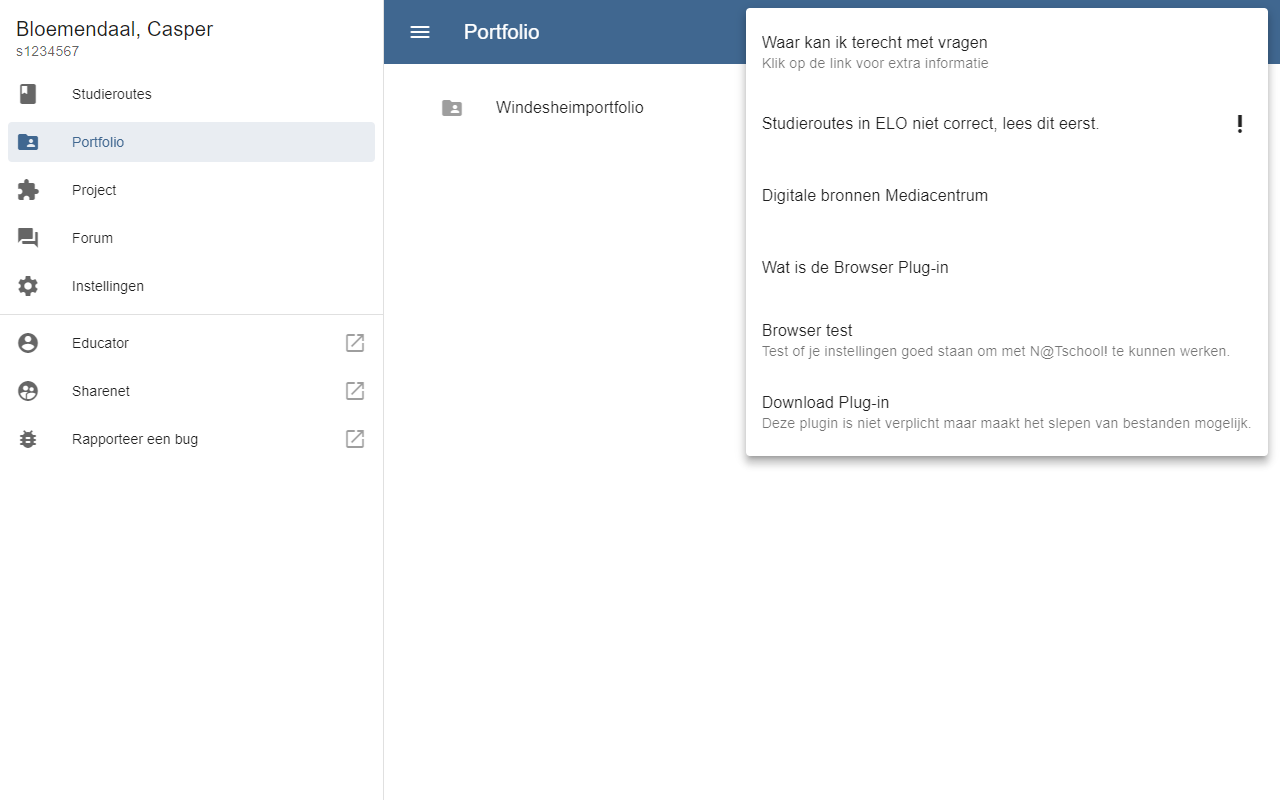 Bloemendaal, Casper
s1234567
Studieroutes
Portfolio
Project
Forum
Instellingen
Educator
Sharenet
Rapporteer een bug
Portfolio
Windesheimportfolio
Waar kan ik terecht met vragen
Klik op de link voor extra informatie
Studieroutes in ELO niet correct, lees dit eerst.
Digitale bronnen Mediacentrum
Wat is de Browser Plug-in
Browser test
Test of je instellingen goed staan om met N@Tschool! te kunnen werken.
Download Plug-in
Deze plugin is niet verplicht maar maakt het slepen van bestanden mogelijk.